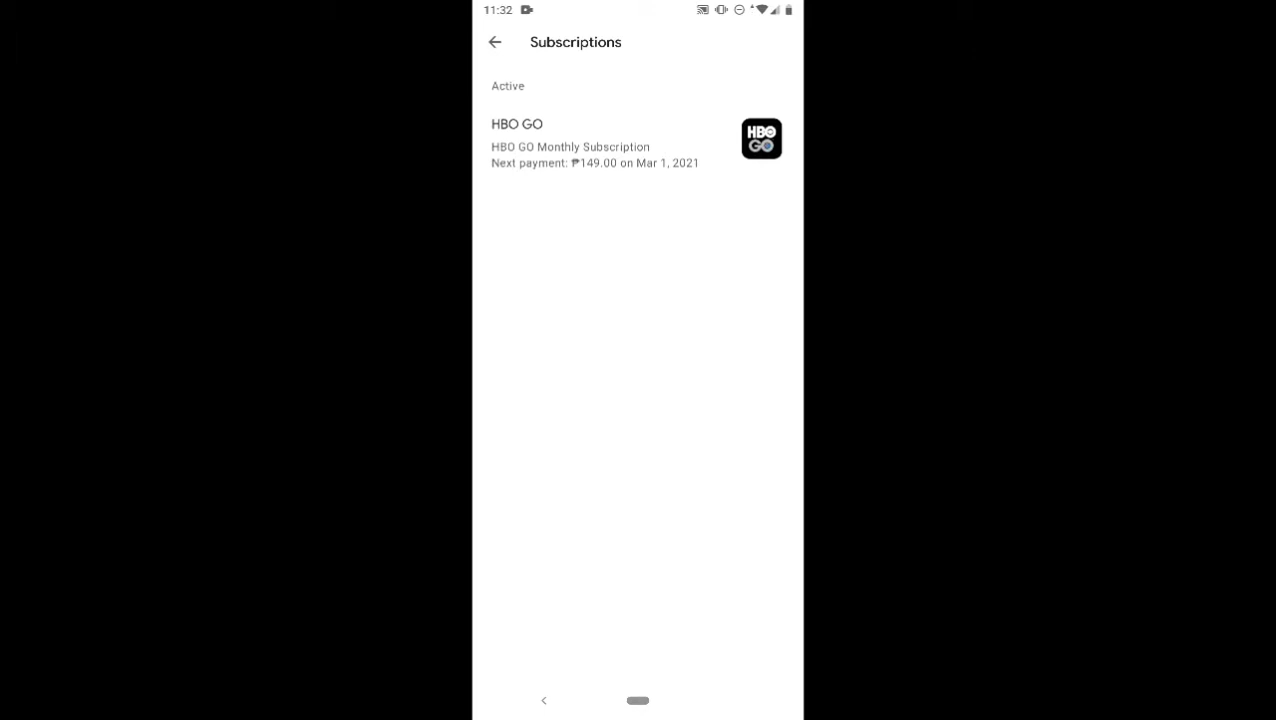 11:32
Subscriptions
Active
HBO GO
HBO GO Monthly Subscription
Next payment: ₱149.00 on Mar 1, 2021
HBO
GO